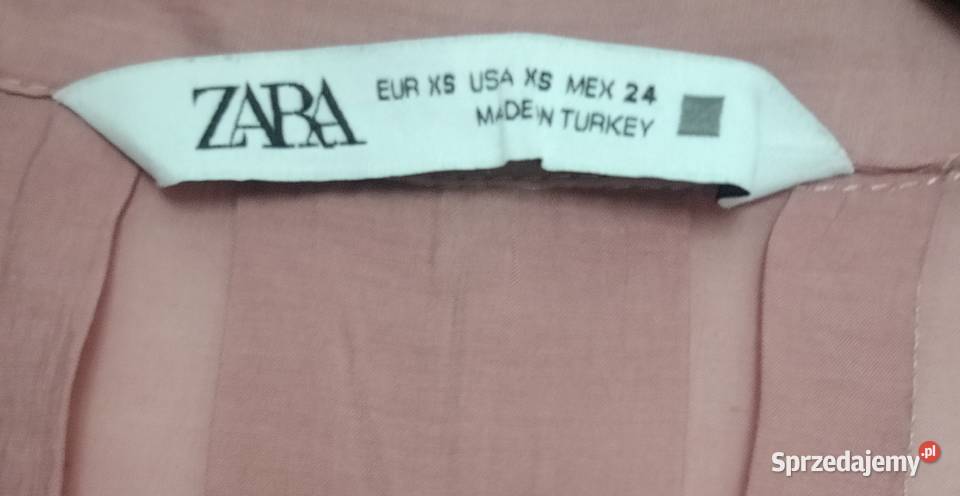 ZARA
EUR XS USA XS MEX 24
MADE IN TURKEY
Sprzedajemy.pl